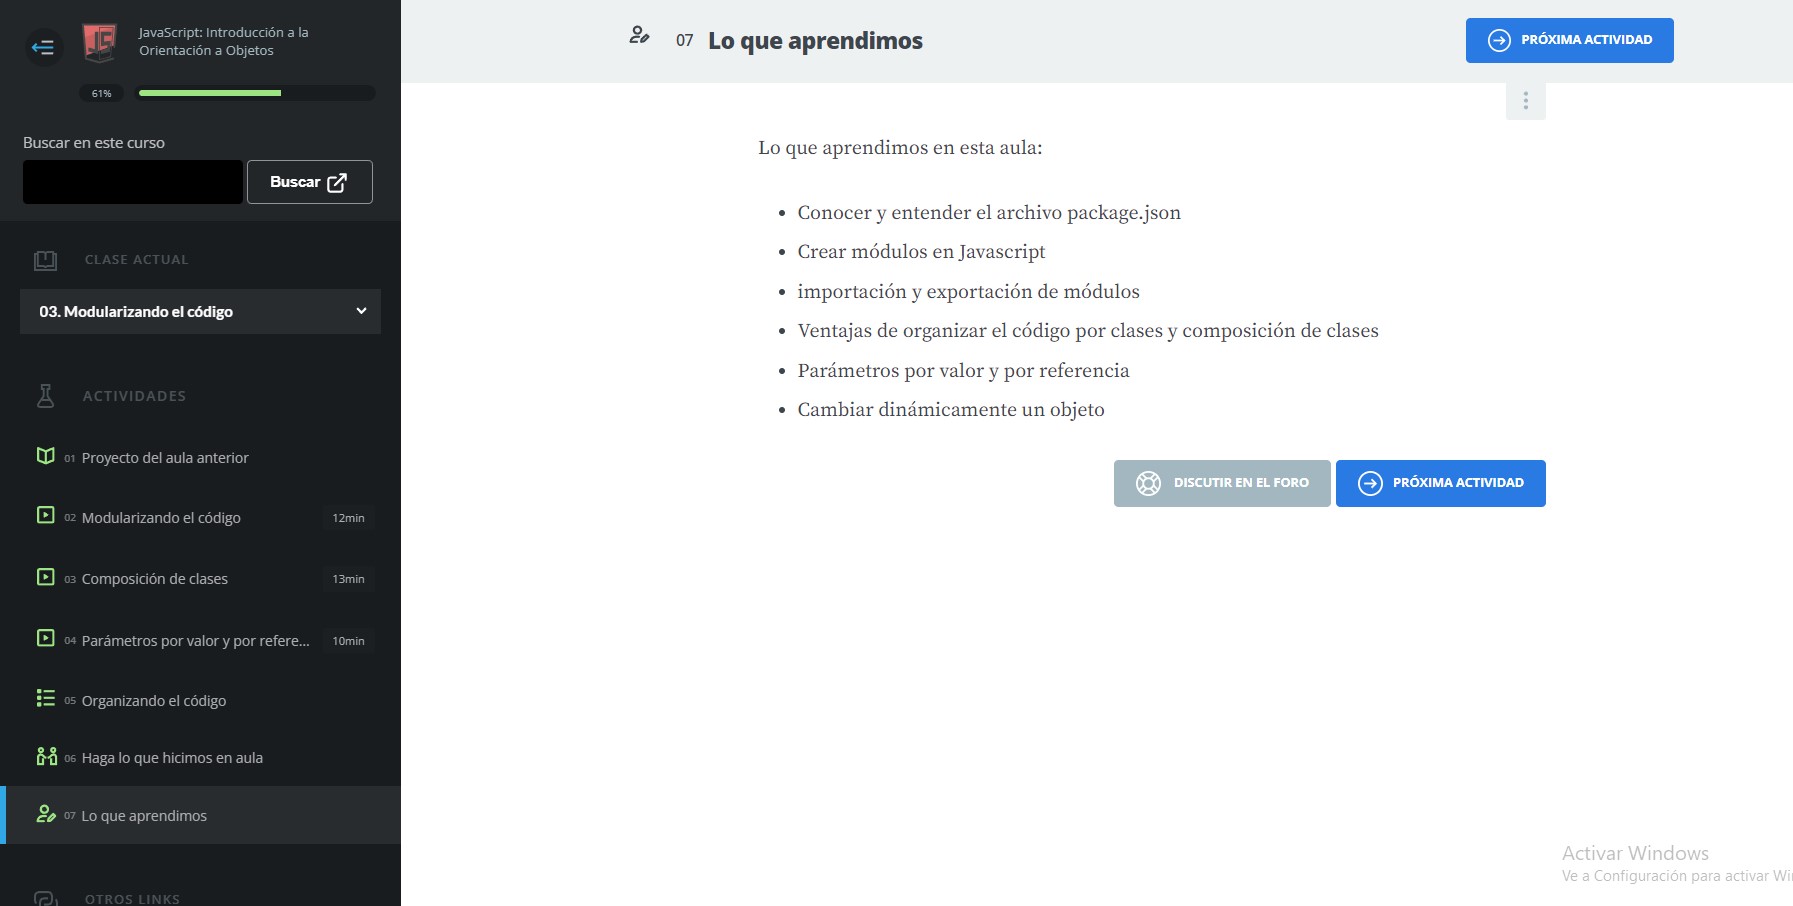 JavaScript: Introducción a la
Orientación a Objetos
61%
Buscar en este curso
Buscar
CLASE ACTUAL
03. Modularizando el código
ACTIVIDADES
01 Proyecto del aula anterior
02 Modularizando el código 12min
03 Composición de clases 13min
04 Parámetros por valor y por refere... 10min
05 Organizando el código
06 Haga lo que hicimos en aula
07 Lo que aprendimos
OTROS LINKS
07 Lo que aprendimos
PRÓXIMA ACTIVIDAD
Lo que aprendimos en esta aula:
• Conocer y entender el archivo package.json
• Crear módulos en Javascript
• importación y exportación de módulos
• Ventajas de organizar el código por clases y composición de clases
• Parámetros por valor y por referencia
• Cambiar dinámicamente un objeto
DISCUTIR EN EL FORO
PRÓXIMA ACTIVIDAD
Activar Windows
Ve a Configuración para activar Wi